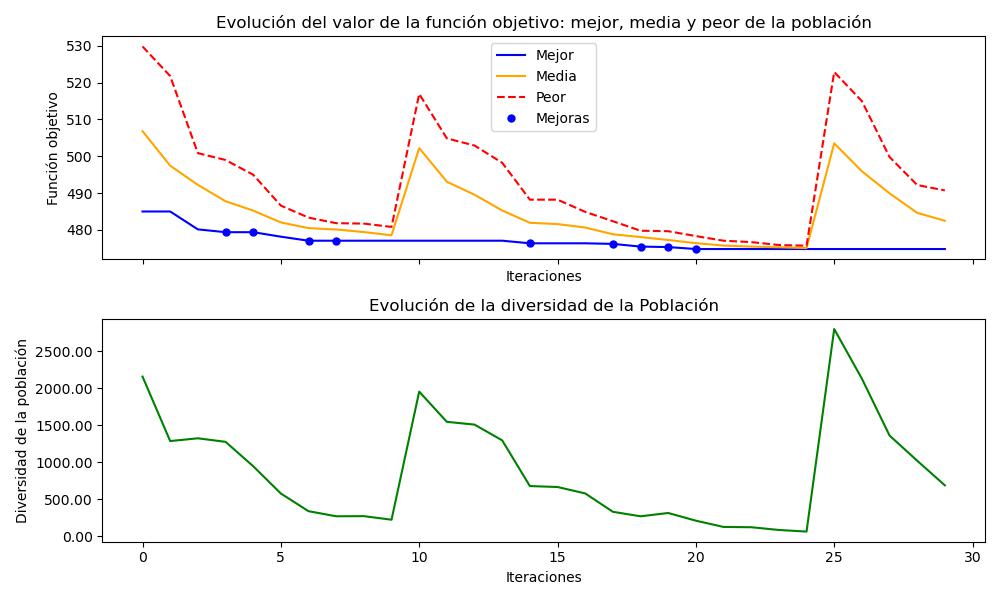 Evolución del valor de la función objetivo: mejor, media y peor de la población
Función objetivo
530
520
510
500
490
480
Mejor
Media
Peor
Mejoras
Iteraciones
Evolución de la diversidad de la Población
Diversidad de la población
2500.00
2000.00
1500.00
1000.00
500.00
0.00
0 5 10 15 20 25 30
Iteraciones